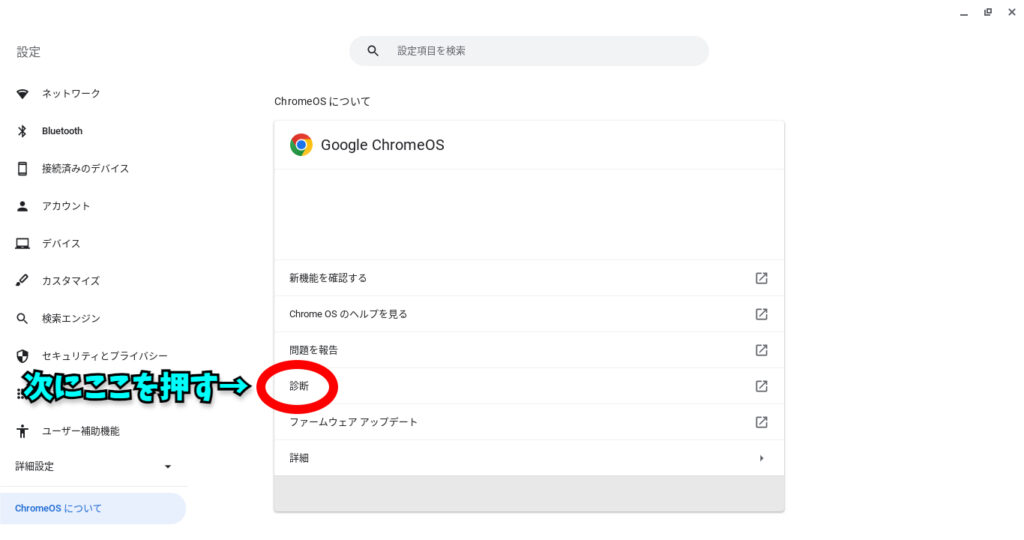 設定
設定項目を検索
ネットワーク
Bluetooth
接続済みのデバイス
アカウント
デバイス
カスタマイズ
検索エンジン
セキュリティとプライバシー
次にここを押す→
ユーザー補助機能
詳細設定
ChromeOS について
ChromeOS について
Google ChromeOS
新機能を確認する
Chrome OS のヘルプを見る
問題を報告
診断
ファームウェア アップデート
詳細